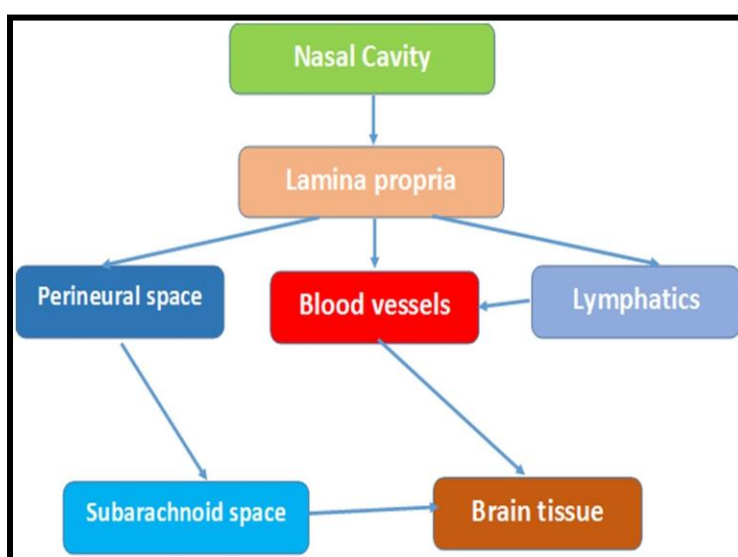 Nasal Cavity
Lamina propria
Perineural space
Blood vessels
Lymphatics
Subarachnoid space
Brain tissue